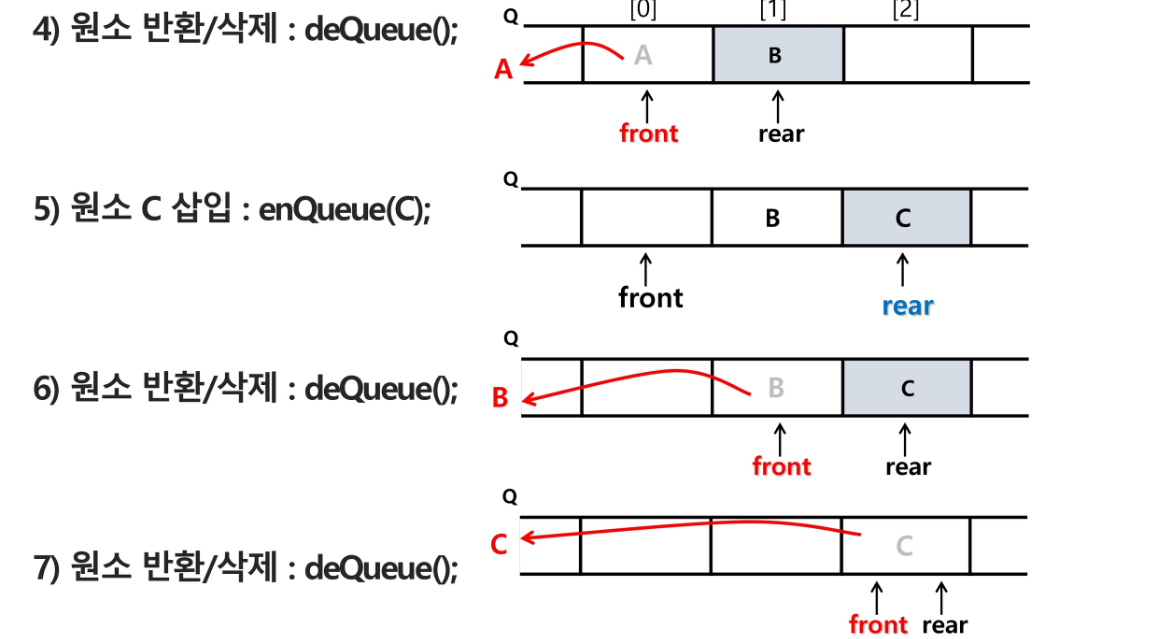 [0] [1] [2]
4) 원소 반환/삭제 : deQueue();
Q
A
A
B
front
rear
5) 원소 C 삽입 : enQueue(C);
Q
B
C
front
rear
6) 원소 반환/삭제 : deQueue();
Q
B
B
C
front
rear
7) 원소 반환/삭제 : deQueue();
Q
C
C
front rear